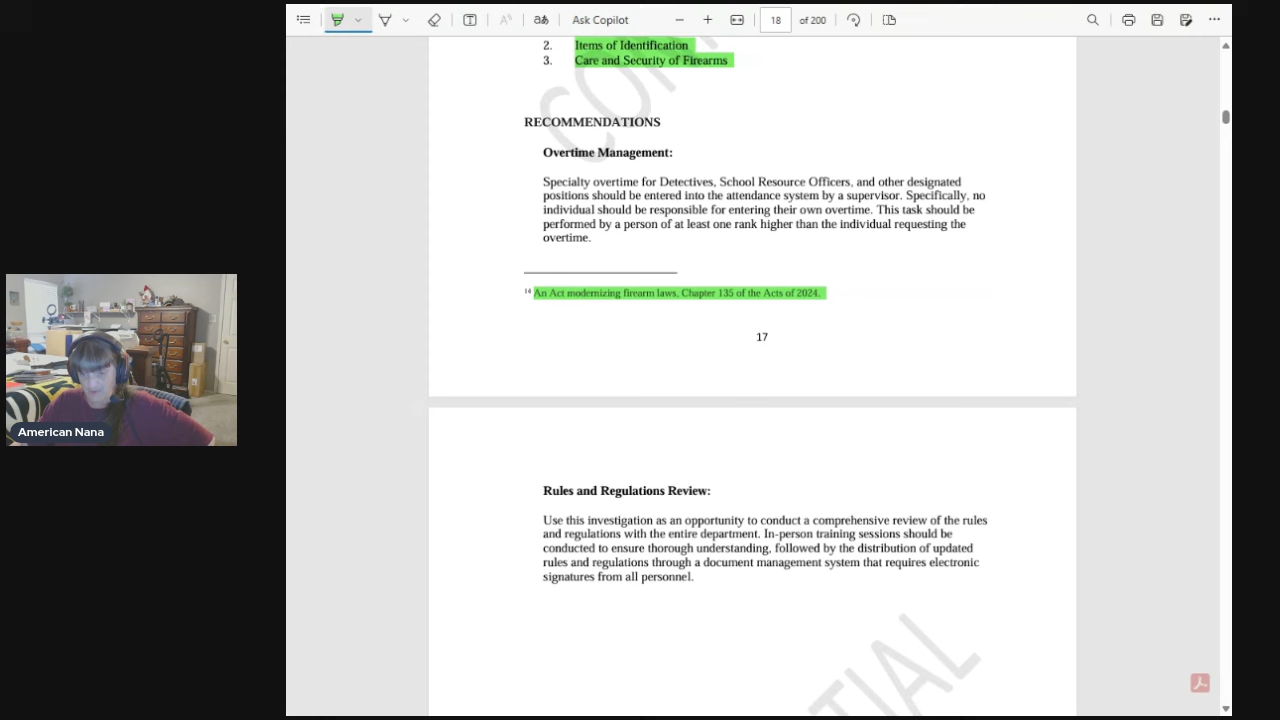 Ask Copilot
18 of 200
2. Items of Identification
3. Care and Security of Firearms
RECOMMENDATIONS
Overtime Management:
Specialty overtime for Detectives, School Resource Officers, and other designated
positions should be entered into the attendance system by a supervisor. Specifically, no
individual should be responsible for entering their own overtime. This task should be
performed by a person of at least one rank higher than the individual requesting the
overtime.
14 An Act modernizing firearm laws, Chapter 135 of the Acts of 2024.
17
American Nana
Rules and Regulations Review:
Use this investigation as an opportunity to conduct a comprehensive review of the rules
and regulations with the entire department. In-person training sessions should be
conducted to ensure thorough understanding, followed by the distribution of updated
rules and regulations through a document management system that requires electronic
signatures from all personnel.
TIAL